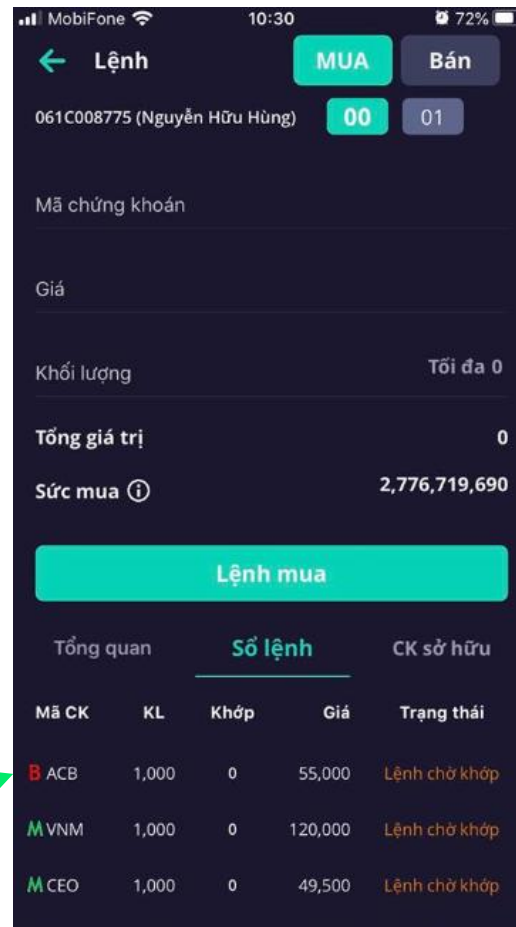 MobiFone 10:30 72%
Lệnh MUA Bán
061C008775 (Nguyễn Hữu Hùng) 00 01
Mã chứng khoán
Giá
Khối lượng Tối đa 0
Tổng giá trị 0
Sức mua 2,776,719,690
Lệnh mua
Tổng quan Sổ lệnh CK sở hữu
Mã CK KL Khớp Giá Trạng thái
B ACB 1,000 0 55,000 Lệnh chờ khớp
M VNM 1,000 0 120,000 Lệnh chờ khớp
M CEO 1,000 0 49,500 Lệnh chờ khớp